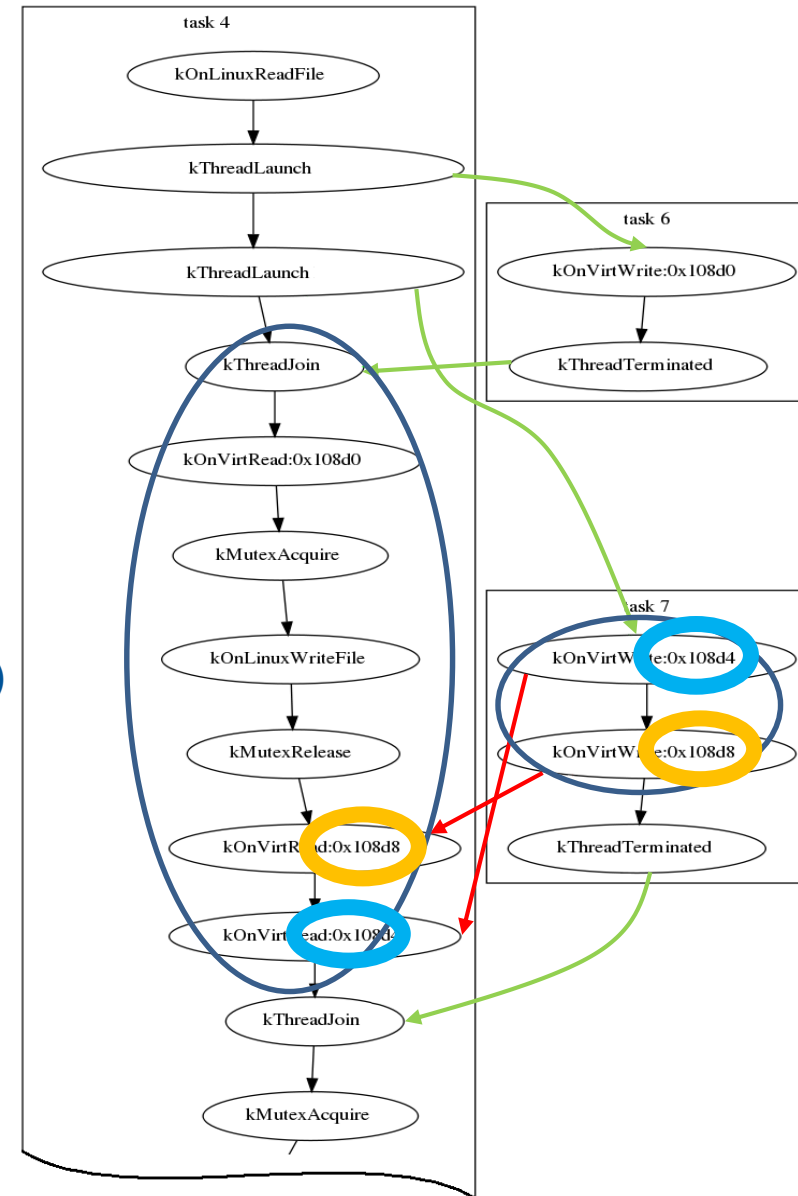 task 4
kOnLinuxReadFile
kThreadLaunch
kThreadLaunch
kThreadJoin
kOnVirtRead:0x108d0
kMutexAcquire
kOnLinuxWriteFile
kMutexRelease
kOnVirtRead:0x108d8
kOnVirtRead:0x108d4
kThreadJoin
kMutexAcquire
task 6
kOnVirtWrite:0x108d0
kThreadTerminated
task 7
kOnVirtWrite:0x108d4
kOnVirtWrite:0x108d8
kThreadTerminated